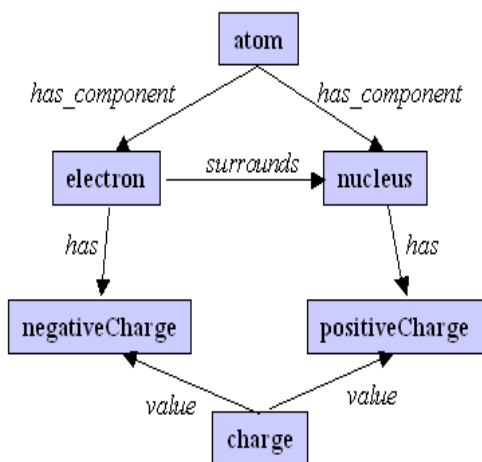 atom
has_component
has_component
electron
surrounds
nucleus
has
has
negativeCharge
positiveCharge
value
value
charge